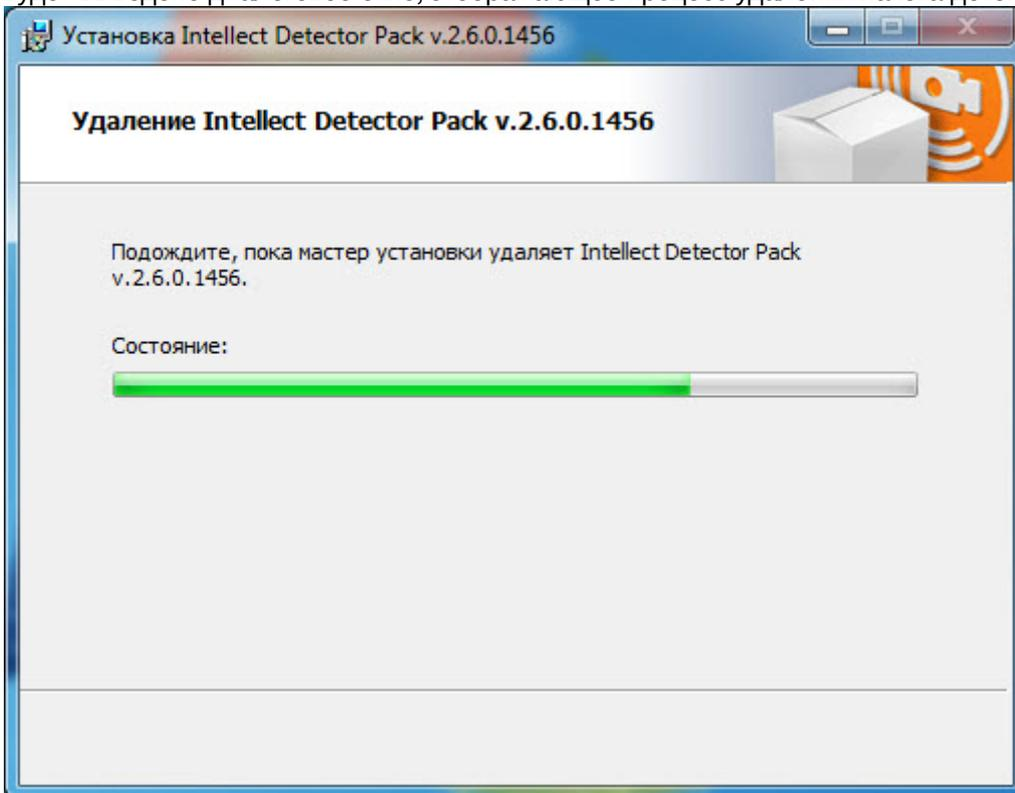 Установка Intellect Detector Pack v.2.6.0.1456
Удаление Intellect Detector Pack v.2.6.0.1456
Подождите, пока мастер установки удаляет Intellect Detector Pack
v.2.6.0.1456.
Состояние: